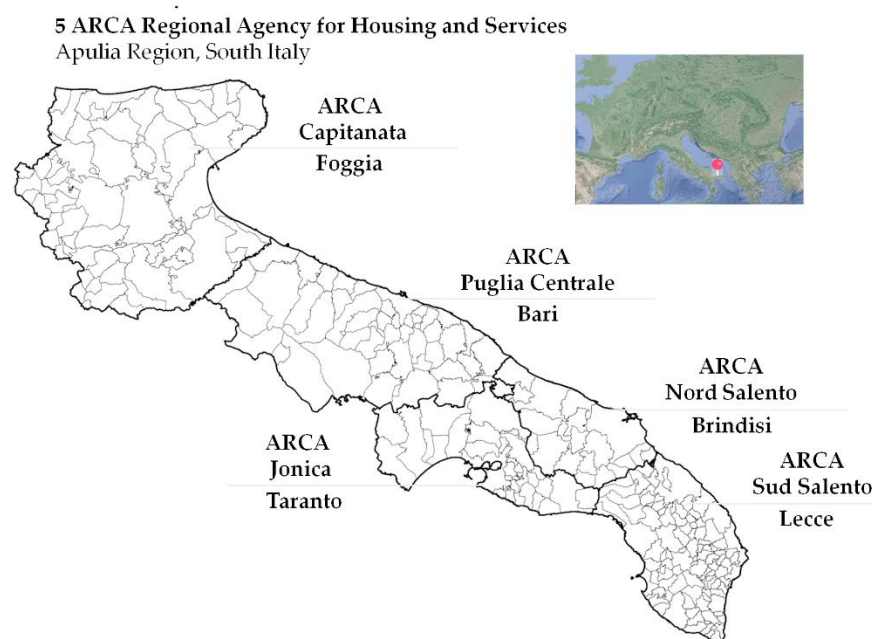 5 ARCA Regional Agency for Housing and Services
Apulia Region, South Italy
ARCA
Capitanata
Foggia
ARCA
Puglia Centrale
Bari
ARCA
Nord Salento
Brindisi
ARCA
Jonica
Taranto
ARCA
Sud Salento
Lecce